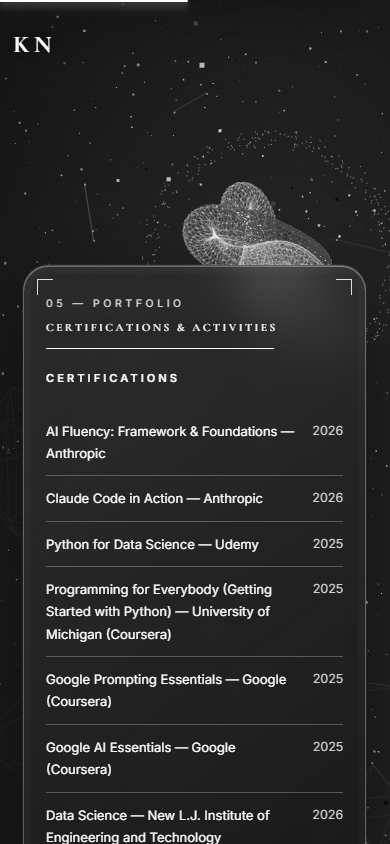 KN
05 — PORTFOLIO
CERTIFICATIONS & ACTIVITIES
CERTIFICATIONS
AI Fluency: Framework & Foundations — 2026
Anthropic
Claude Code in Action — Anthropic 2026
Python for Data Science — Udemy 2025
Programming for Everybody (Getting 2025
Started with Python) — University of
Michigan (Coursera)
Google Prompting Essentials — Google 2025
(Coursera)
Google AI Essentials — Google 2025
(Coursera)
Data Science — New L.J. Institute of 2026
Engineering and Technology